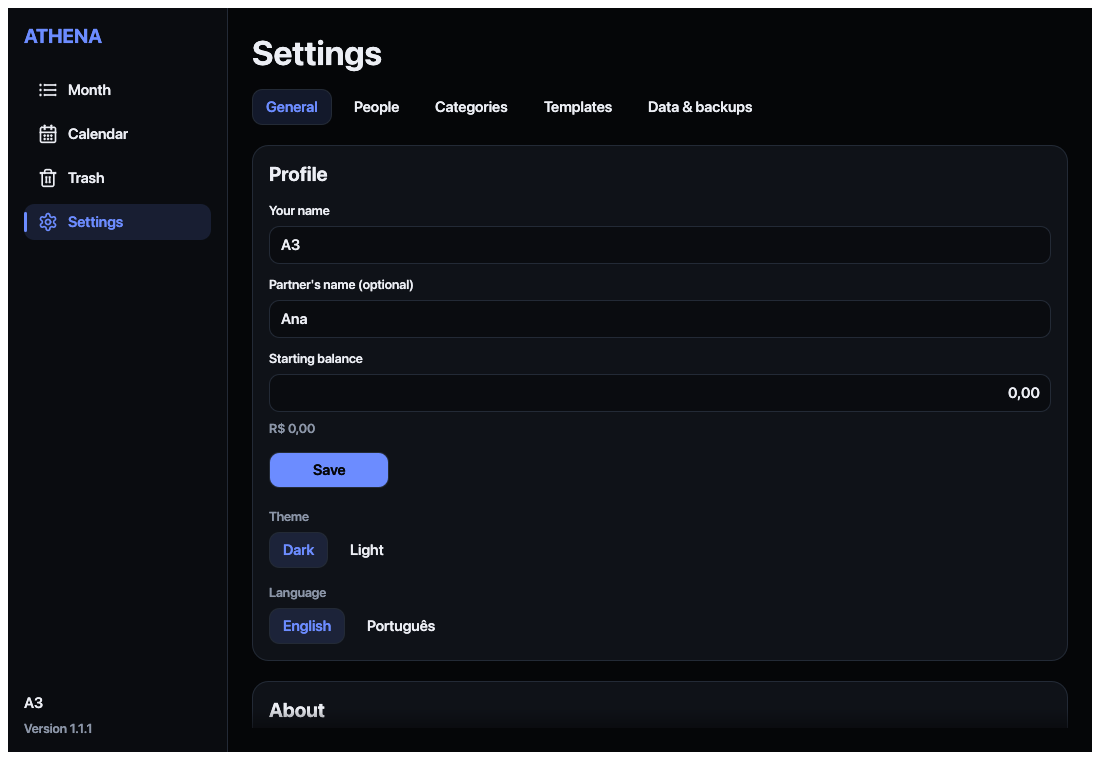 ATHENA
Month
Calendar
Trash
Settings
A3
Version 1.1.1
Settings
General People Categories Templates Data & backups
Profile
Your name
A3
Partner's name (optional)
Ana
Starting balance
0,00
R$ 0,00
Save
Theme
Dark Light
Language
English Português
About